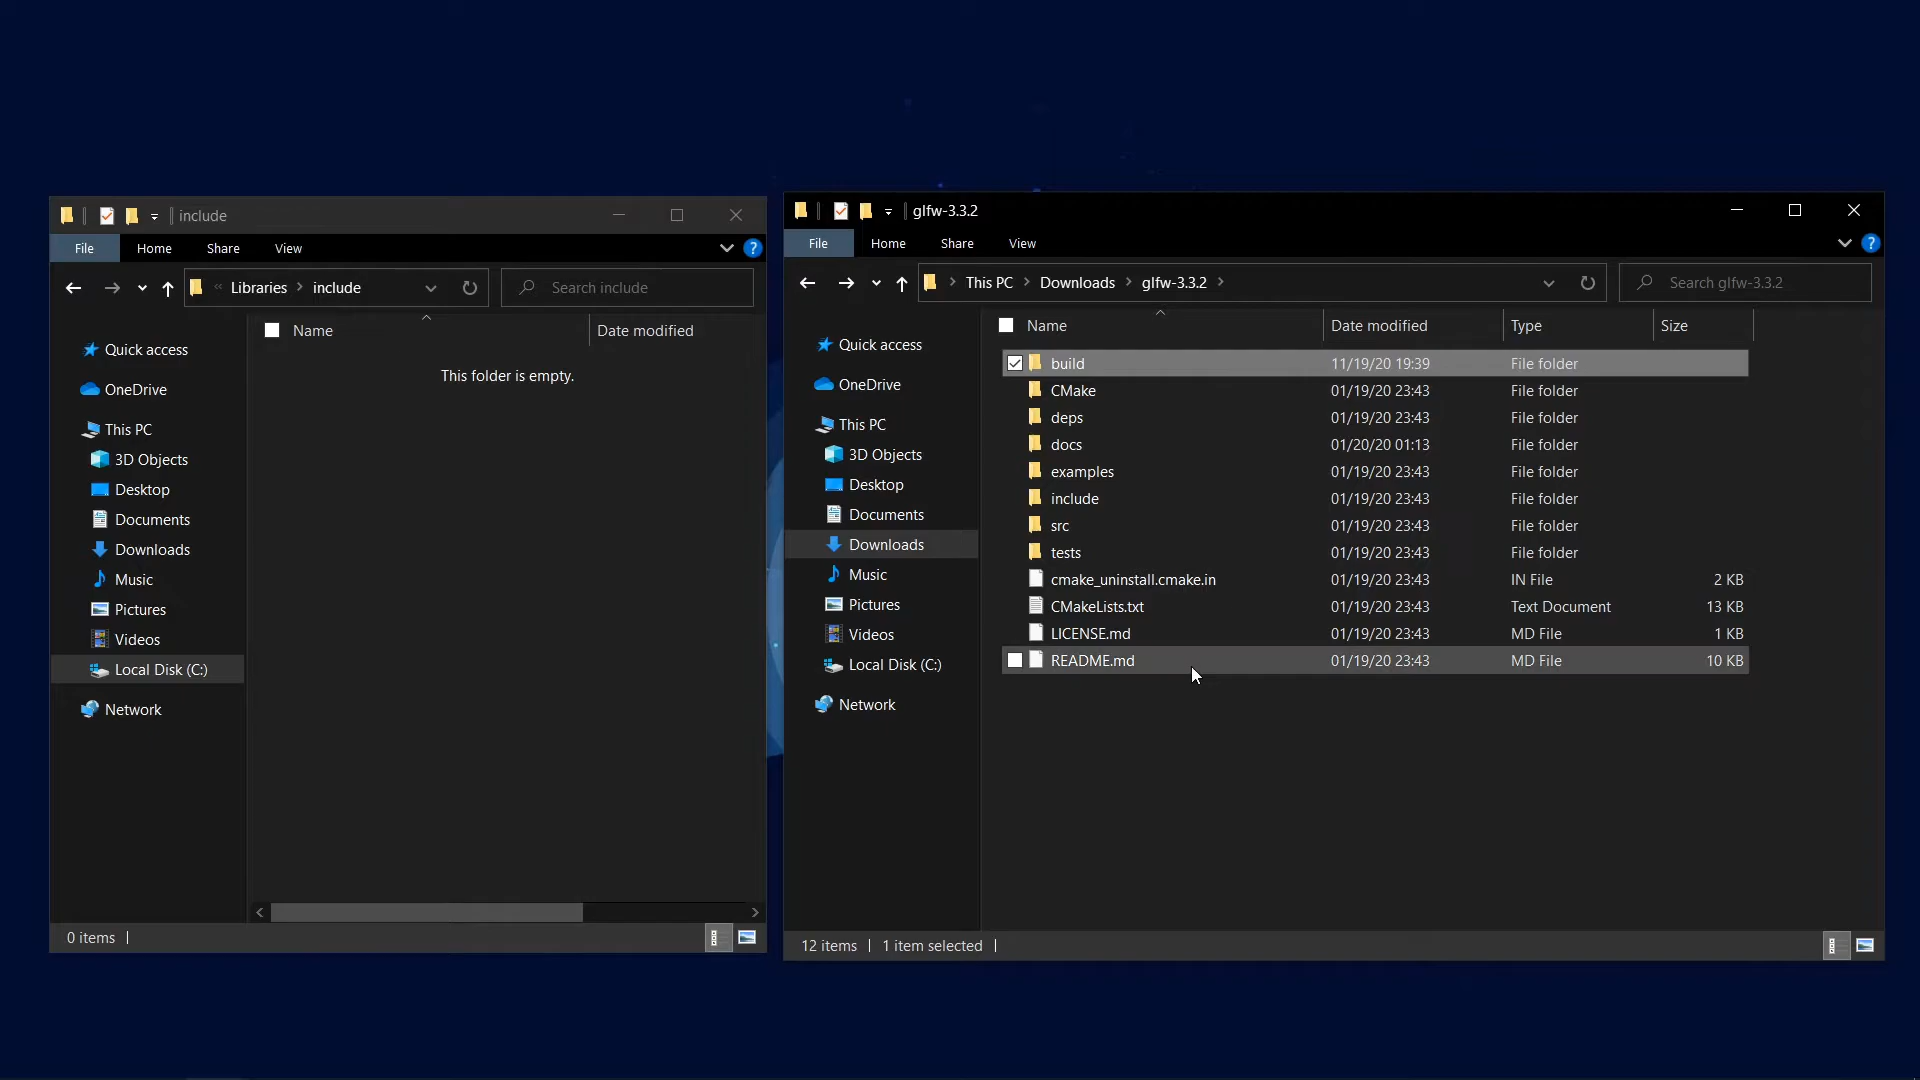 include
File Home Share View
Libraries include
Search include
Quick access
OneDrive
This PC
3D Objects
Desktop
Documents
Downloads
Music
Pictures
Videos
Local Disk (C:)
Network
Name Date modified
This folder is empty.
0 items
glfw-3.3.2
File Home Share View
This PC Downloads glfw-3.3.2
Search glfw-3.3.2
Quick access
OneDrive
This PC
3D Objects
Desktop
Documents
Downloads
Music
Pictures
Videos
Local Disk (C:)
Network
Name Date modified Type Size
build 11/19/20 19:39 File folder
CMake 01/19/20 23:43 File folder
deps 01/19/20 23:43 File folder
docs 01/20/20 01:13 File folder
examples 01/19/20 23:43 File folder
include 01/19/20 23:43 File folder
src 01/19/20 23:43 File folder
tests 01/19/20 23:43 File folder
cmake_uninstall.cmake.in 01/19/20 23:43 IN File 2 KB
CMakeLists.txt 01/19/20 23:43 Text Document 13 KB
LICENSE.md 01/19/20 23:43 MD File 1 KB
README.md 01/19/20 23:43 MD File 10 KB
12 items 1 item selected